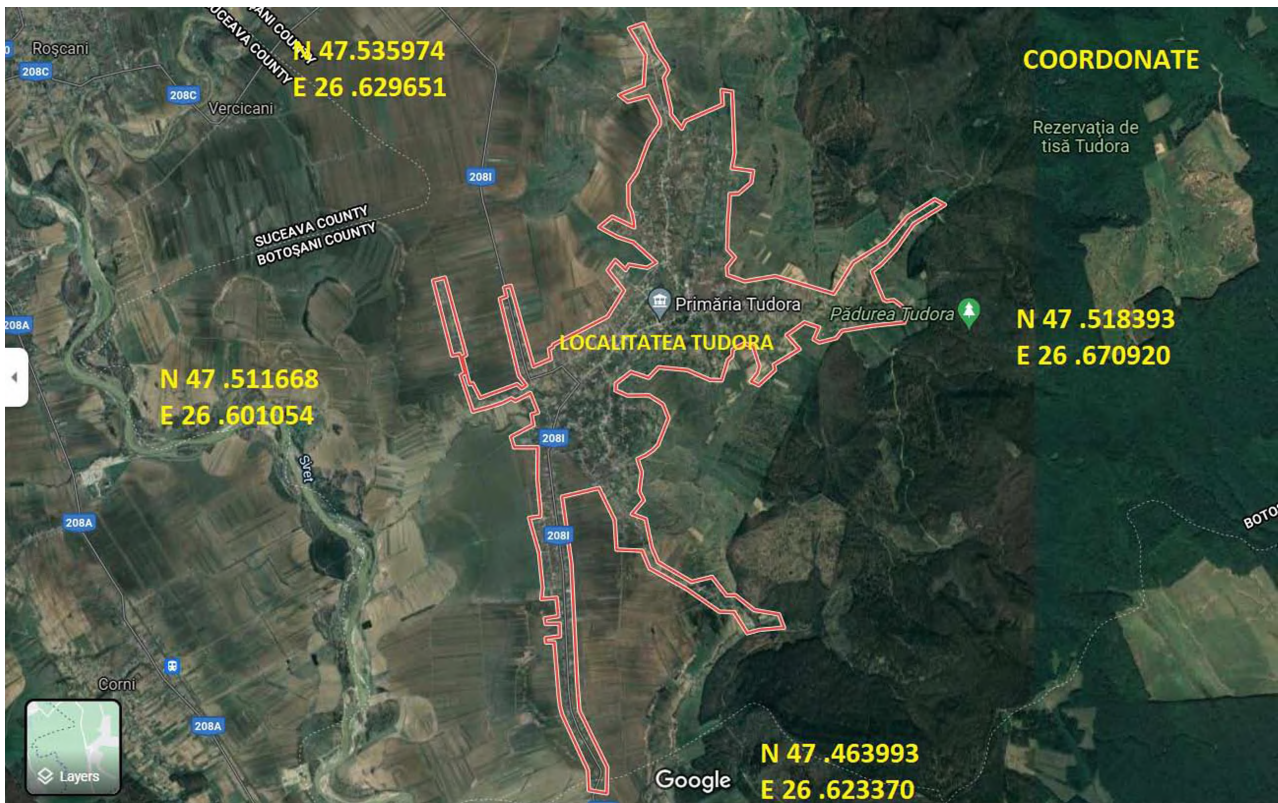 Roşcani
208C
208C
Vercicani
SUCEAVA COUNTY
N 47.535974
E 26 .629651
COORDONATE
Rezervaţia de
tisă Tudora
208I
SUCEAVA COUNTY
BOTOŞANI COUNTY
Primăria Tudora
Pădurea Tudora
N 47 .518393
E 26 .670920
208A
LOCALITATEA TUDORA
N 47 .511668
E 26 .601054
208I
Siret
208A
208I
Corni
208A
N 47 .463993
E 26 .623370
Layers
Google